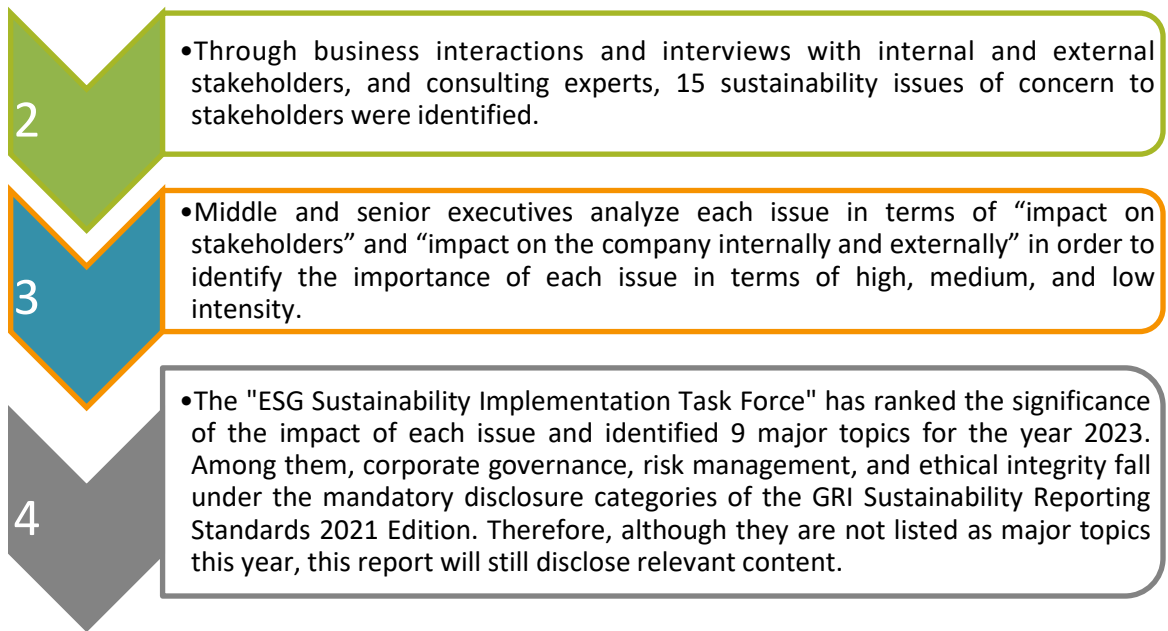 2
•Through business interactions and interviews with internal and external
stakeholders, and consulting experts, 15 sustainability issues of concern to
stakeholders were identified.
3
•Middle and senior executives analyze each issue in terms of “impact on
stakeholders” and “impact on the company internally and externally” in order to
identify the importance of each issue in terms of high, medium, and low
intensity.
4
•The "ESG Sustainability Implementation Task Force" has ranked the significance
of the impact of each issue and identified 9 major topics for the year 2023.
Among them, corporate governance, risk management, and ethical integrity fall
under the mandatory disclosure categories of the GRI Sustainability Reporting
Standards 2021 Edition. Therefore, although they are not listed as major topics
this year, this report will still disclose relevant content.